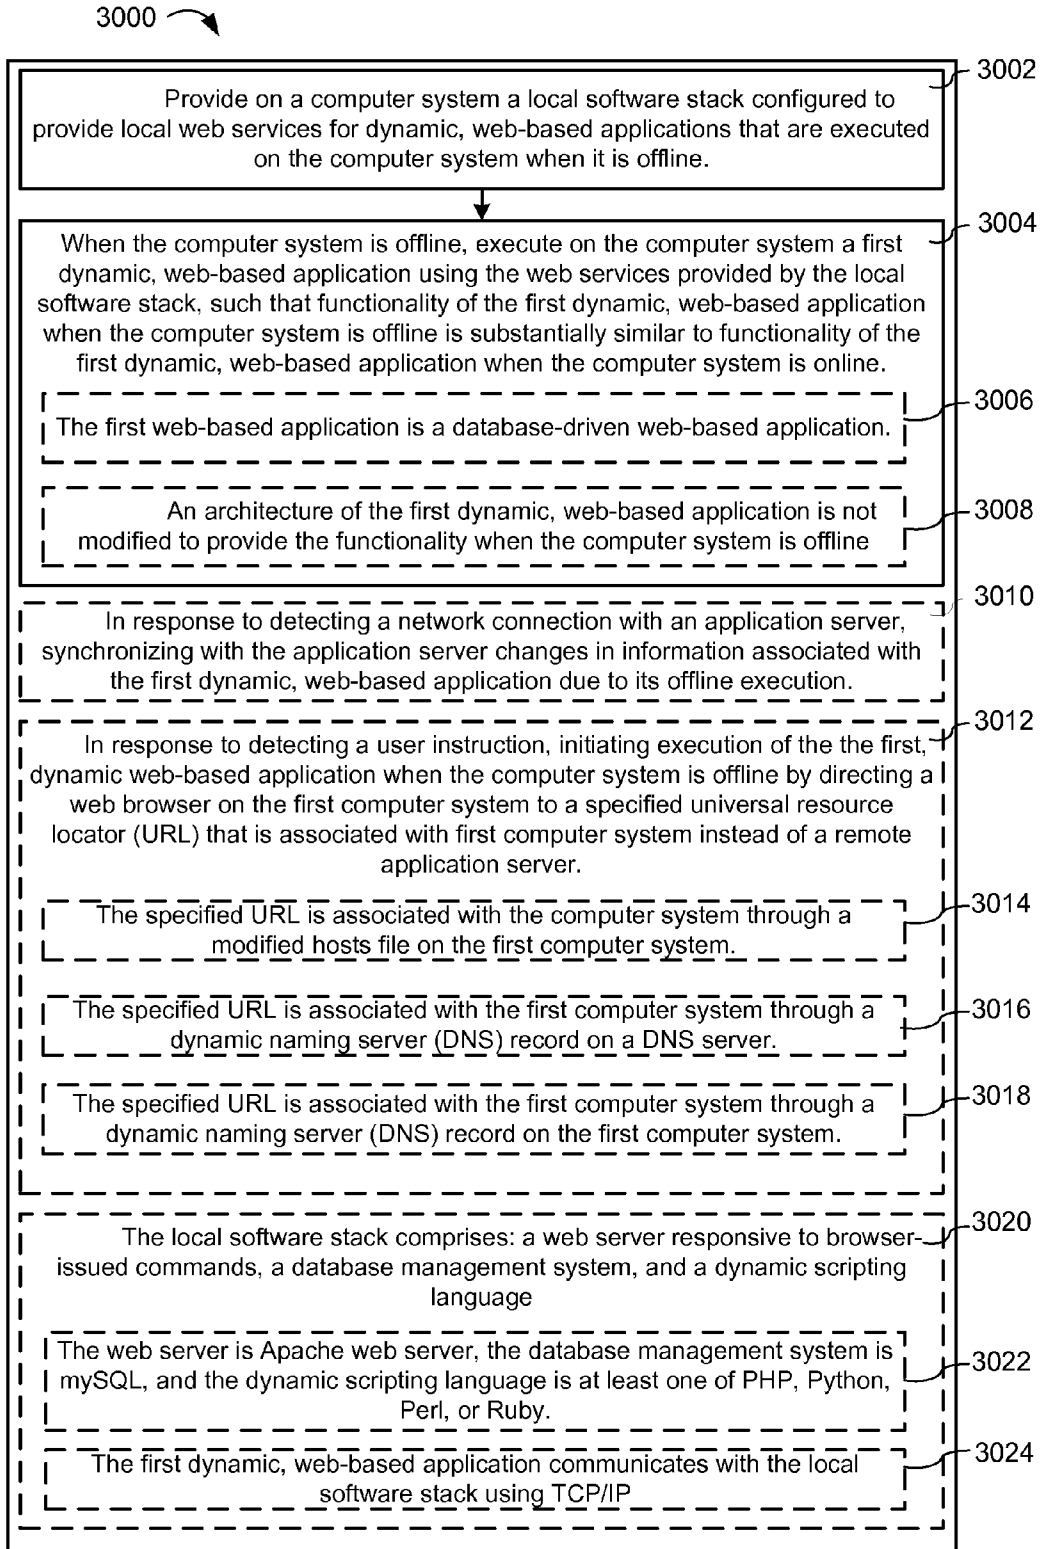 3000
3002
Provide on a computer system a local software stack configured to
provide local web services for dynamic, web-based applications that are executed
on the computer system when it is offline.
3004
When the computer system is offline, execute on the computer system a first
dynamic, web-based application using the web services provided by the local
software stack, such that functionality of the first dynamic, web-based application
when the computer system is offline is substantially similar to functionality of the
first dynamic, web-based application when the computer system is online.
3006
The first web-based application is a database-driven web-based application.
3008
An architecture of the first dynamic, web-based application is not
modified to provide the functionality when the computer system is offline
3010
In response to detecting a network connection with an application server,
synchronizing with the application server changes in information associated with
the first dynamic, web-based application due to its offline execution.
3012
In response to detecting a user instruction, initiating execution of the the first,
dynamic web-based application when the computer system is offline by directing a
web browser on the first computer system to a specified universal resource
locator (URL) that is associated with first computer system instead of a remote
application server.
3014
The specified URL is associated with the computer system through a
modified hosts file on the first computer system.
3016
The specified URL is associated with the first computer system through a
dynamic naming server (DNS) record on a DNS server.
3018
The specified URL is associated with the first computer system through a
dynamic naming server (DNS) record on the first computer system.
3020
The local software stack comprises: a web server responsive to browser-
issued commands, a database management system, and a dynamic scripting
language
3022
The web server is Apache web server, the database management system is
mySQL, and the dynamic scripting language is at least one of PHP, Python,
Perl, or Ruby.
3024
The first dynamic, web-based application communicates with the local
software stack using TCP/IP